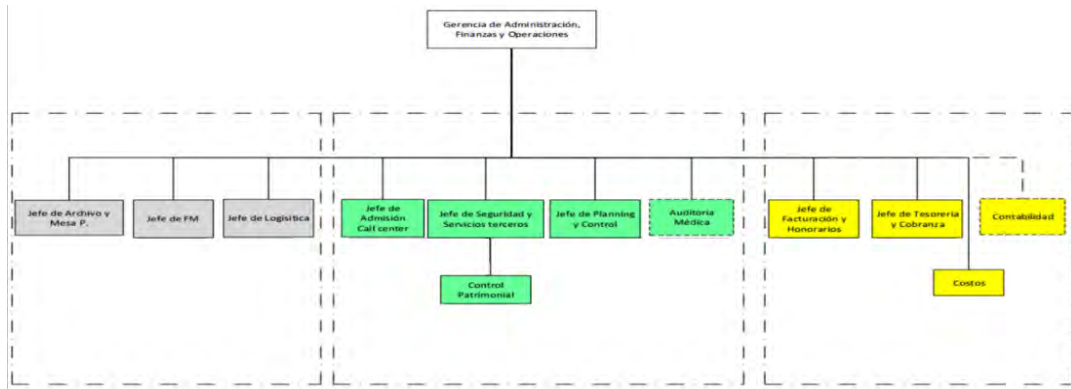 Gerencia de Administración,
Finanzas y Operaciones
Jefe de Archivo y
Mesa P.
Jefe de FM
Jefe de Logísitica
Jefe de
Admisión
Call center
Jefe de Seguridad y
Servicios terceros
Jefe de Planning
y Control
Auditoria
Médica
Jefe de
Facturación y
Honorarios
Jefe de Tesoreria
y Cobranza
Contabilidad
Control
Patrimonial
Costos